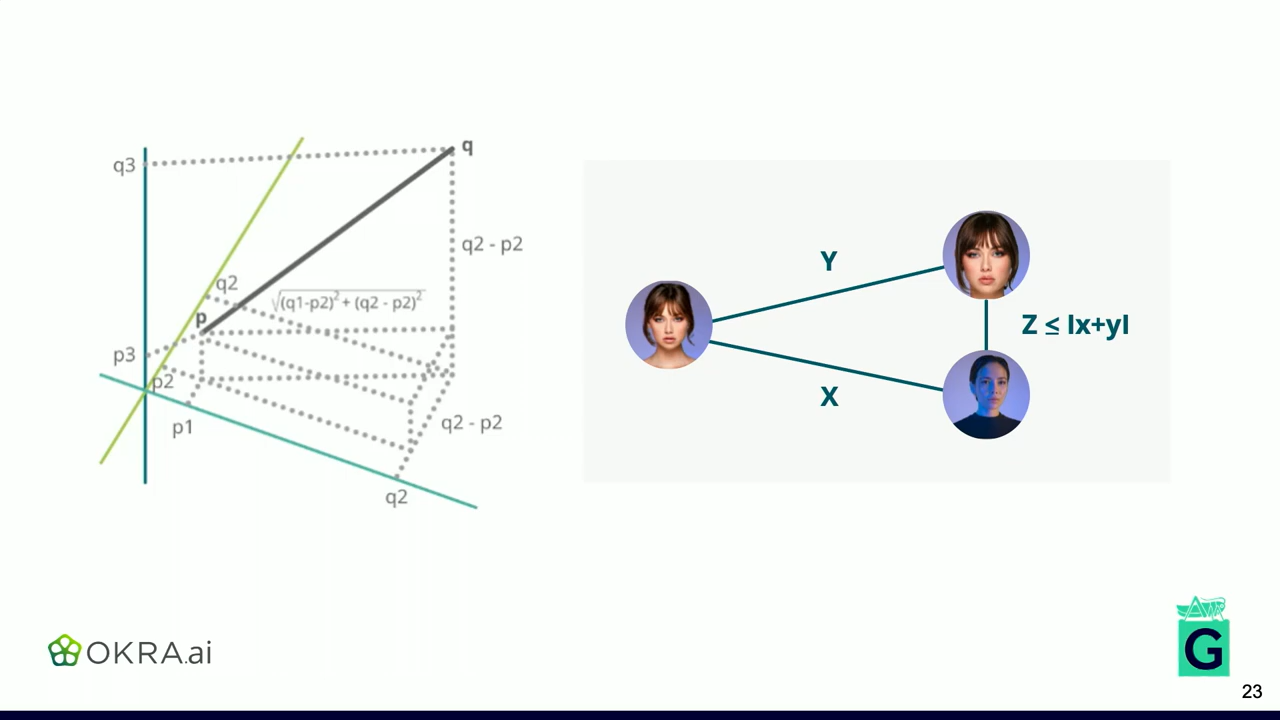 q3
q
q2 - p2
q2
√(q1-p2)² + (q2 - p2)²
p
p3
p2
p1
q2 - p2
q2
Y
Z ≤ Ix+yI
X
OKRA.ai
G
23